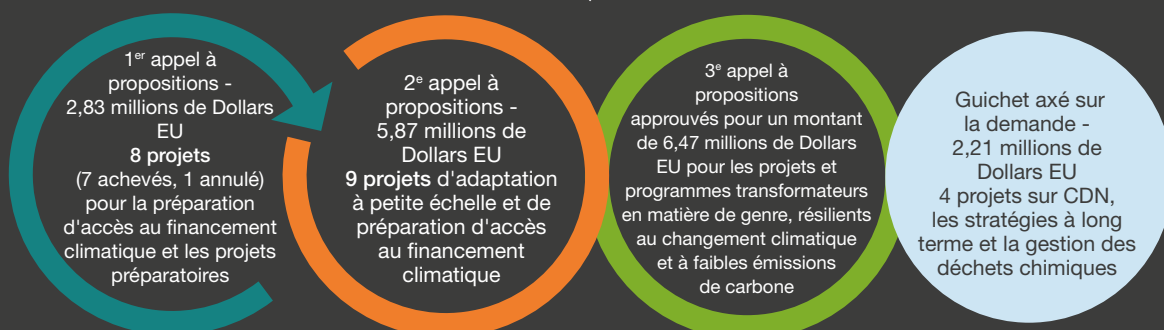 1er appel à
propositions -
2,83 millions de Dollars
EU
8 projets
(7 achevés, 1 annulé)
pour la préparation
d'accès au financement
climatique et les projets
préparatoires
2e appel à
propositions -
5,87 millions de
Dollars EU
9 projets d'adaptation
à petite échelle et de
préparation d'accès
au financement
climatique
3e appel à
propositions
approuvés pour un montant
de 6,47 millions de Dollars
EU pour les projets et
programmes transformateurs
en matière de genre, résilients
au changement climatique
et à faibles émissions
de carbone
Guichet axé sur
la demande -
2,21 millions de
Dollars EU
4 projets sur CDN,
les stratégies à long
terme et la gestion des
déchets chimiques